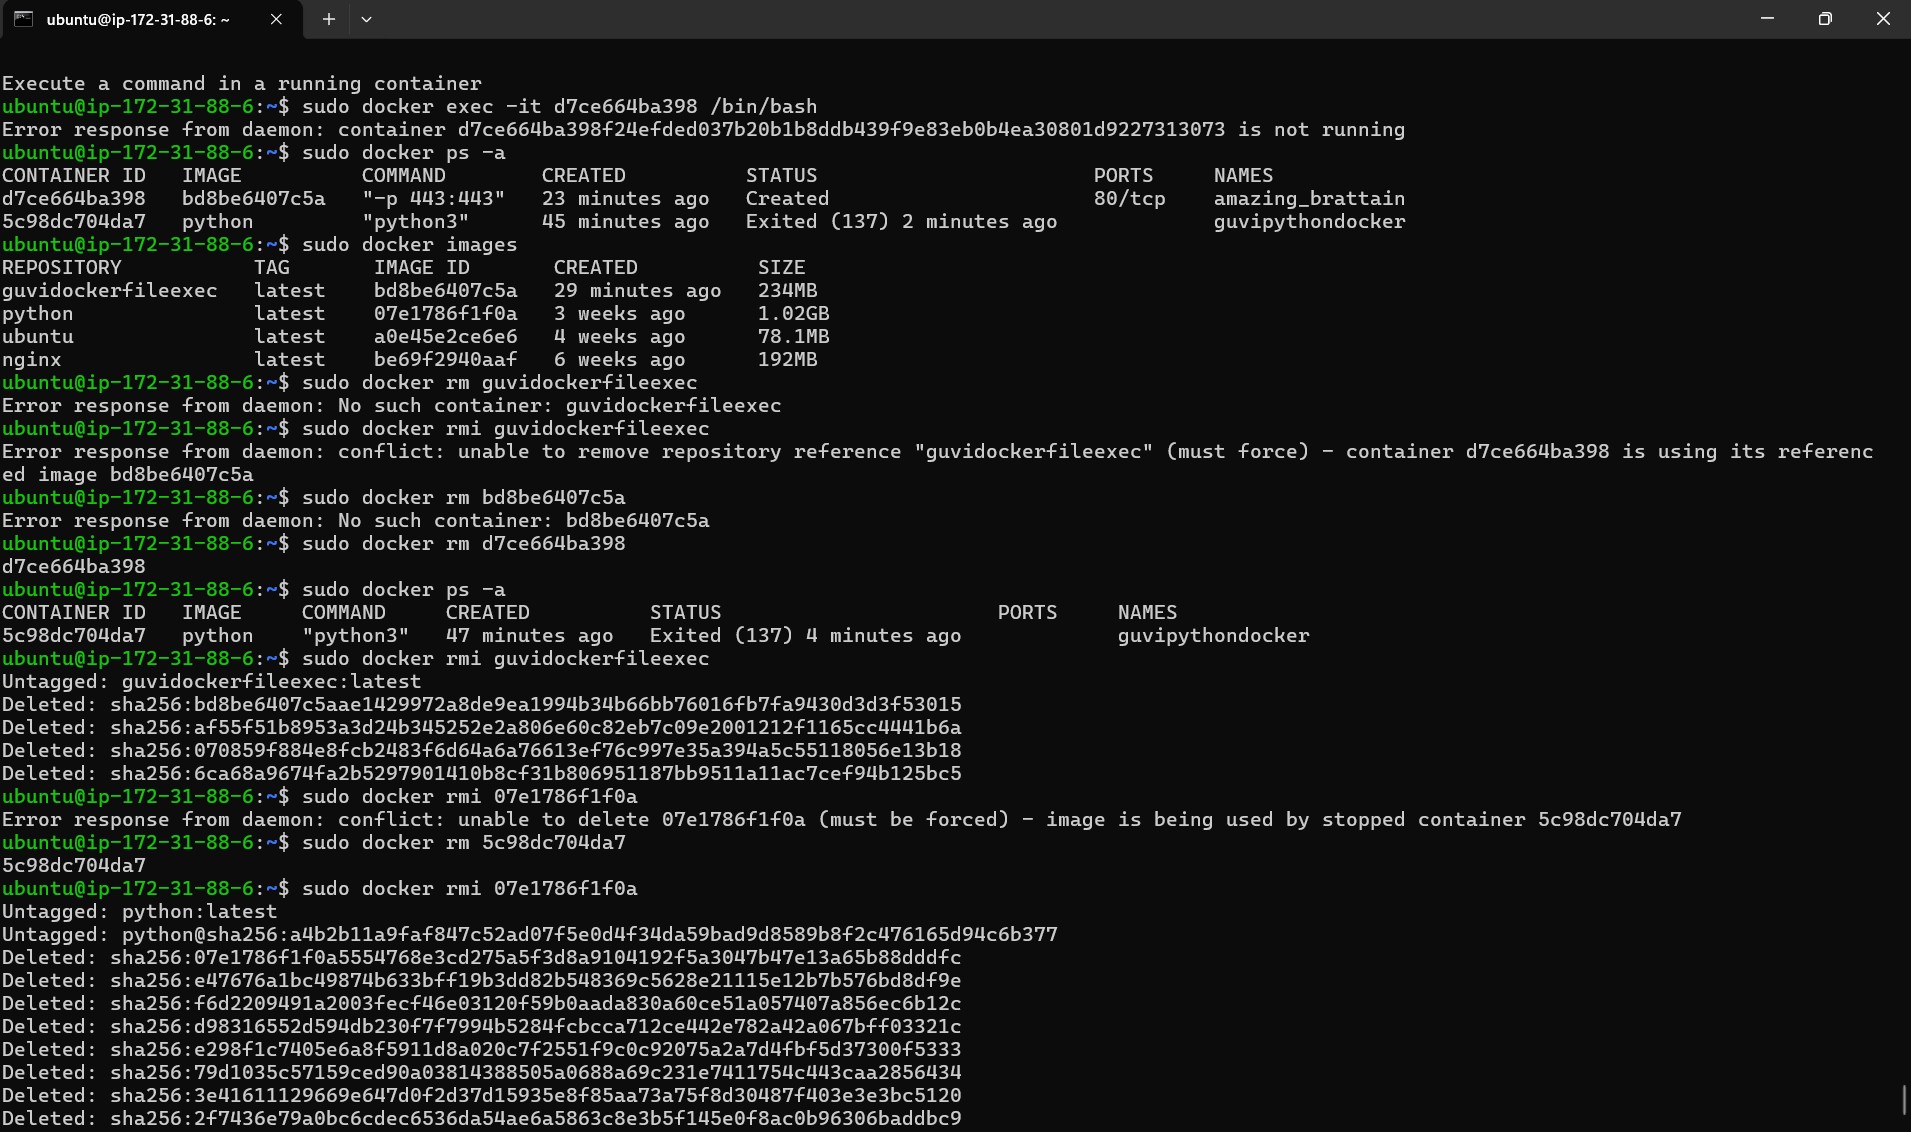 ubuntu@ip-172-31-88-6: ~
Execute a command in a running container
ubuntu@ip-172-31-88-6:~$ sudo docker exec -it d7ce664ba398 /bin/bash
Error response from daemon: container d7ce664ba398f24efded037b20b1b8ddb439f9e83eb0b4ea30801d9227313073 is not running
ubuntu@ip-172-31-88-6:~$ sudo docker ps -a
CONTAINER ID   IMAGE          COMMAND        CREATED          STATUS                       PORTS     NAMES
d7ce664ba398   bd8be6407c5a   "-p 443:443"   23 minutes ago   Created                      80/tcp    amazing_brattain
5c98dc704da7   python         "python3"      45 minutes ago   Exited (137) 2 minutes ago             guvipythondocker
ubuntu@ip-172-31-88-6:~$ sudo docker images
REPOSITORY           TAG       IMAGE ID       CREATED          SIZE
guvidockerfileexec   latest    bd8be6407c5a   29 minutes ago   234MB
python               latest    07e1786f1f0a   3 weeks ago      1.02GB
ubuntu               latest    a0e45e2ce6e6   4 weeks ago      78.1MB
nginx                latest    be69f2940aaf   6 weeks ago      192MB
ubuntu@ip-172-31-88-6:~$ sudo docker rm guvidockerfileexec
Error response from daemon: No such container: guvidockerfileexec
ubuntu@ip-172-31-88-6:~$ sudo docker rmi guvidockerfileexec
Error response from daemon: conflict: unable to remove repository reference "guvidockerfileexec" (must force) - container d7ce664ba398 is using its referenc
ed image bd8be6407c5a
ubuntu@ip-172-31-88-6:~$ sudo docker rm bd8be6407c5a
Error response from daemon: No such container: bd8be6407c5a
ubuntu@ip-172-31-88-6:~$ sudo docker rm d7ce664ba398
d7ce664ba398
ubuntu@ip-172-31-88-6:~$ sudo docker ps -a
CONTAINER ID   IMAGE     COMMAND     CREATED          STATUS                       PORTS     NAMES
5c98dc704da7   python    "python3"   47 minutes ago   Exited (137) 4 minutes ago             guvipythondocker
ubuntu@ip-172-31-88-6:~$ sudo docker rmi guvidockerfileexec
Untagged: guvidockerfileexec:latest
Deleted: sha256:bd8be6407c5aae1429972a8de9ea1994b34b66bb76016fb7fa9430d3d3f53015
Deleted: sha256:af55f51b8953a3d24b345252e2a806e60c82eb7c09e2001212f1165cc4441b6a
Deleted: sha256:070859f884e8fcb2483f6d64a6a76613ef76c997e35a394a5c55118056e13b18
Deleted: sha256:6ca68a9674fa2b5297901410b8cf31b806951187bb9511a11ac7cef94b125bc5
ubuntu@ip-172-31-88-6:~$ sudo docker rmi 07e1786f1f0a
Error response from daemon: conflict: unable to delete 07e1786f1f0a (must be forced) - image is being used by stopped container 5c98dc704da7
ubuntu@ip-172-31-88-6:~$ sudo docker rm 5c98dc704da7
5c98dc704da7
ubuntu@ip-172-31-88-6:~$ sudo docker rmi 07e1786f1f0a
Untagged: python:latest
Untagged: python@sha256:a4b2b11a9faf847c52ad07f5e0d4f34da59bad9d8589b8f2c476165d94c6b377
Deleted: sha256:07e1786f1f0a5554768e3cd275a5f3d8a9104192f5a3047b47e13a65b88dddfc
Deleted: sha256:e47676a1bc49874b633bff19b3dd82b548369c5628e21115e12b7b576bd8df9e
Deleted: sha256:f6d2209491a2003fecf46e03120f59b0aada830a60ce51a057407a856ec6b12c
Deleted: sha256:d98316552d594db230f7f7994b5284fcbcca712ce442e782a42a067bff03321c
Deleted: sha256:e298f1c7405e6a8f5911d8a020c7f2551f9c0c92075a2a7d4fbf5d37300f5333
Deleted: sha256:79d1035c57159ced90a03814388505a0688a69c231e7411754c443caa2856434
Deleted: sha256:3e41611129669e647d0f2d37d15935e8f85aa73a75f8d30487f403e3e3bc5120
Deleted: sha256:2f7436e79a0bc6cdec6536da54ae6a5863c8e3b5f145e0f8ac0b96306baddbc9